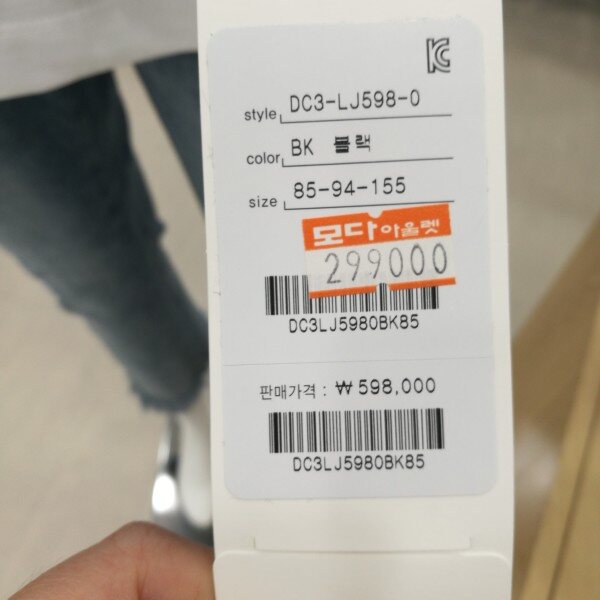 KC
style DC3-LJ598-0
color BK 블랙
size 85-94-155
모다아울렛
299000
DC3LJ5980BK85
판매가격 : ₩ 598,000
DC3LJ5980BK85